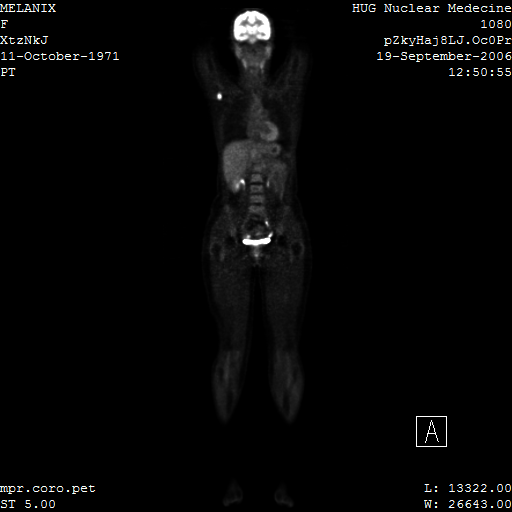 MELANIX
HUG Nuclear Medecine
F
1080
XtzNkJ
pZkyHaj8LJ.Oc0Pr
11-October-1971
19-September-2006
PT
12:50:55
A
mpr.coro.pet
L: 13322.00
ST 5.00
W: 26643.00